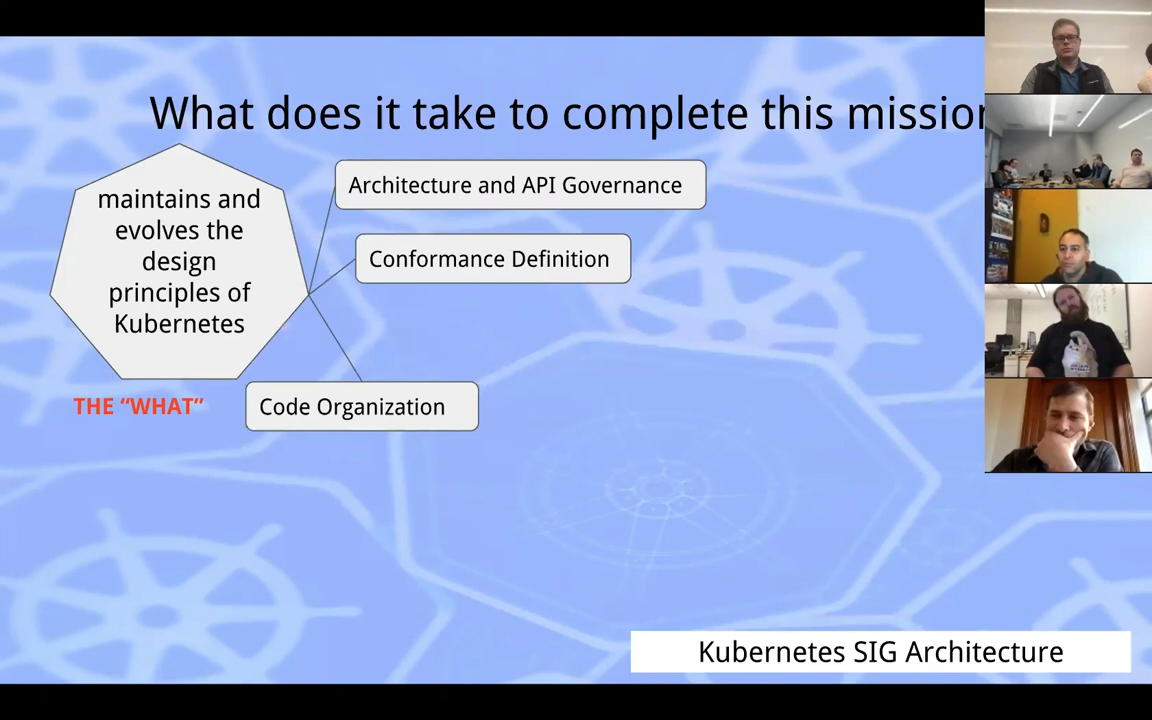 What does it take to complete this mission
maintains and
evolves the
design
principles of
Kubernetes
Architecture and API Governance
Conformance Definition
THE “WHAT”
Code Organization
Kubernetes SIG Architecture